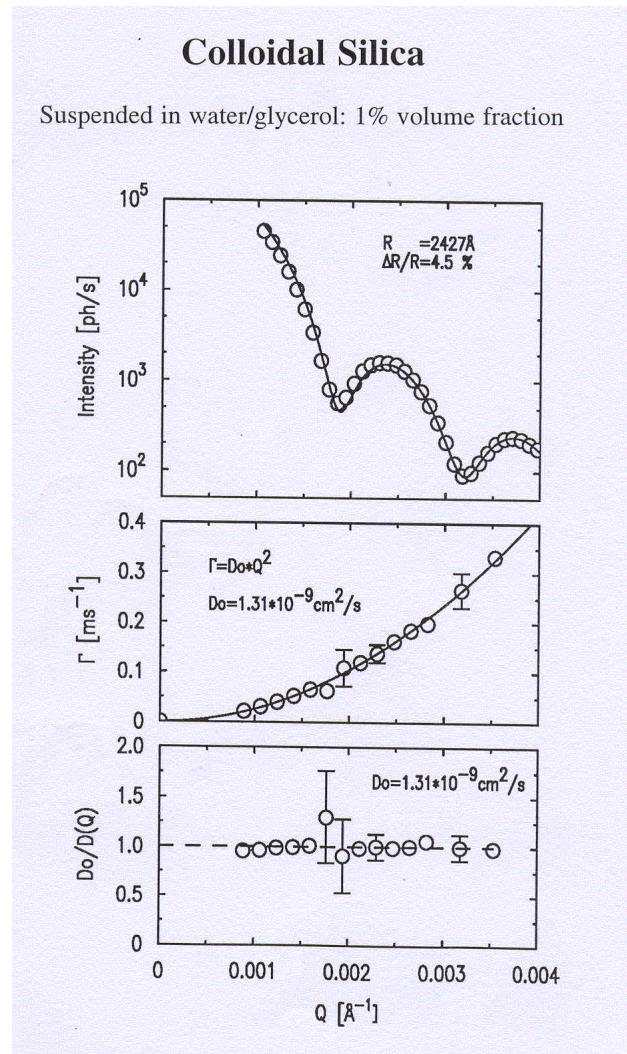 Colloidal Silica
Suspended in water/glycerol: 1% volume fraction
10^5
10^4
10^3
10^2
Intensity [ph/s]
R =2427Å
ΔR/R=4.5 %
0.4
0.3
0.2
0.1
0
Γ [ms^-1]
Γ=Do*Q^2
Do=1.31*10^-9cm^2/s
2.0
1.5
1.0
0.5
0
Do/D(Q)
Do=1.31*10^-9cm^2/s
0 0.001 0.002 0.003 0.004
Q [Å^-1]